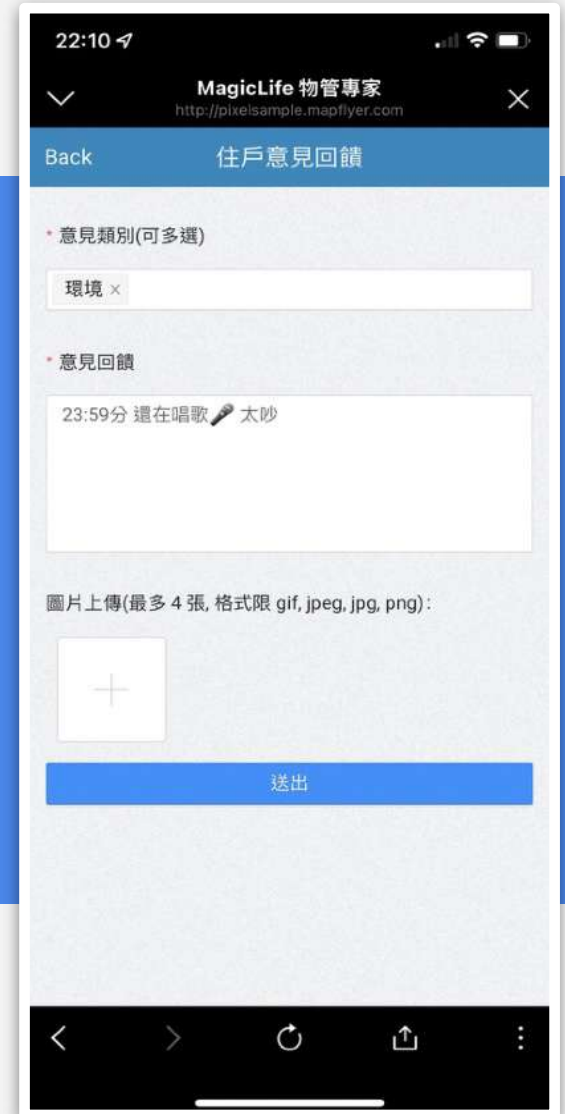 22:10
MagicLife 物管專家
http://pixelsample.mapflyer.com
Back 住戶意見回饋
* 意見類別(可多選)
環境 ×
* 意見回饋
23:59分 還在唱歌🎤 太吵
圖片上傳(最多 4 張, 格式限 gif, jpeg, jpg, png):
送出